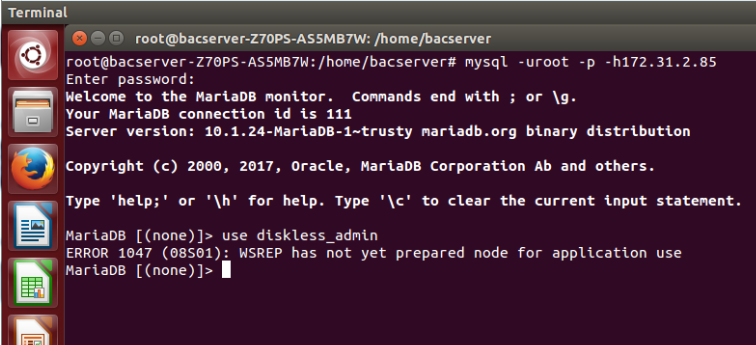 Terminal
root@bacserver-Z70PS-AS5MB7W: /home/bacserver
root@bacserver-Z70PS-AS5MB7W:/home/bacserver# mysql -uroot -p -h172.31.2.85
Enter password:
Welcome to the MariaDB monitor.  Commands end with ; or \g.
Your MariaDB connection id is 111
Server version: 10.1.24-MariaDB-1~trusty mariadb.org binary distribution
Copyright (c) 2000, 2017, Oracle, MariaDB Corporation Ab and others.
Type 'help;' or '\h' for help. Type '\c' to clear the current input statement.
MariaDB [(none)]> use diskless_admin
ERROR 1047 (08S01): WSREP has not yet prepared node for application use
MariaDB [(none)]>